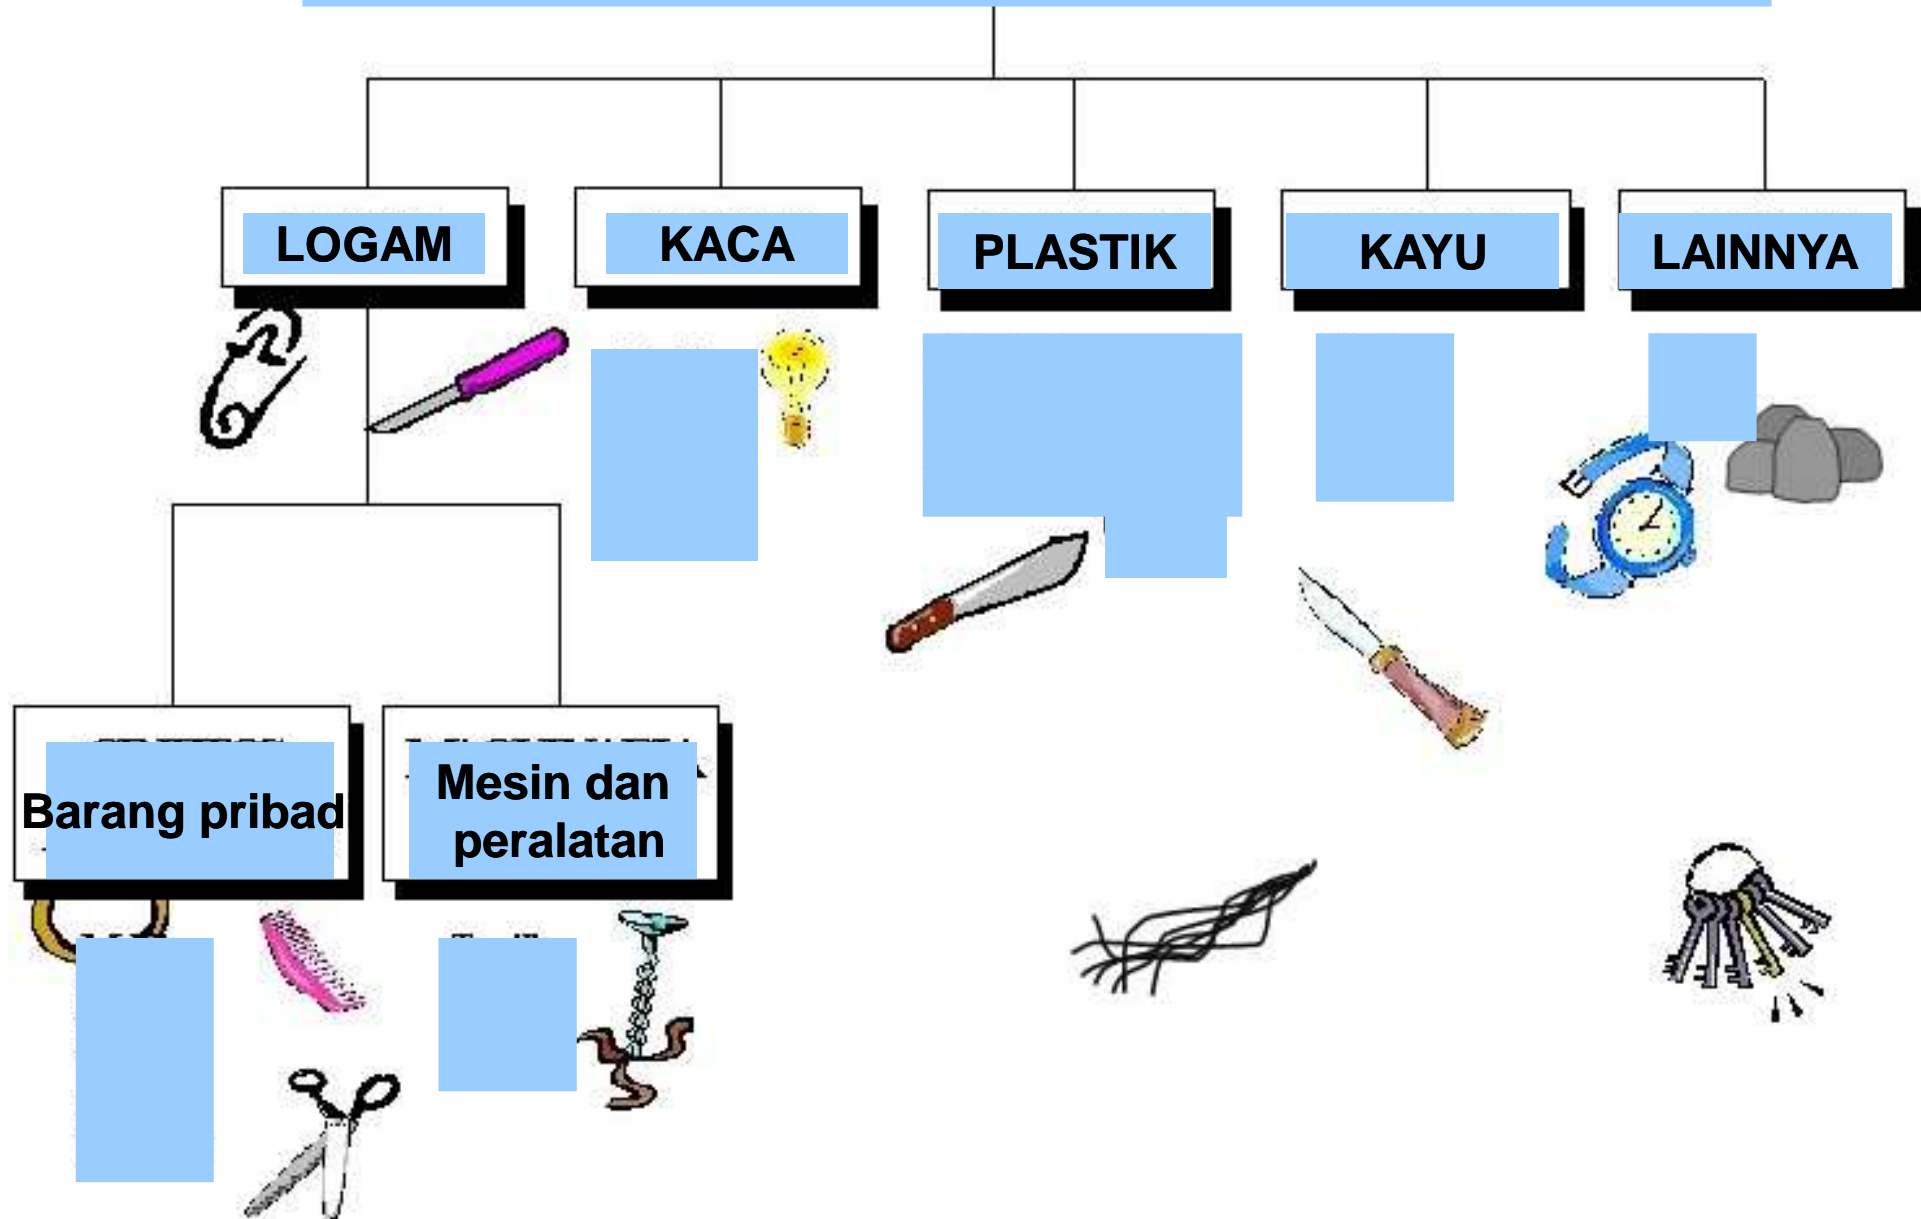 LOGAM
KACA
PLASTIK
KAYU
LAINNYA
Barang pribad
Mesin dan
peralatan